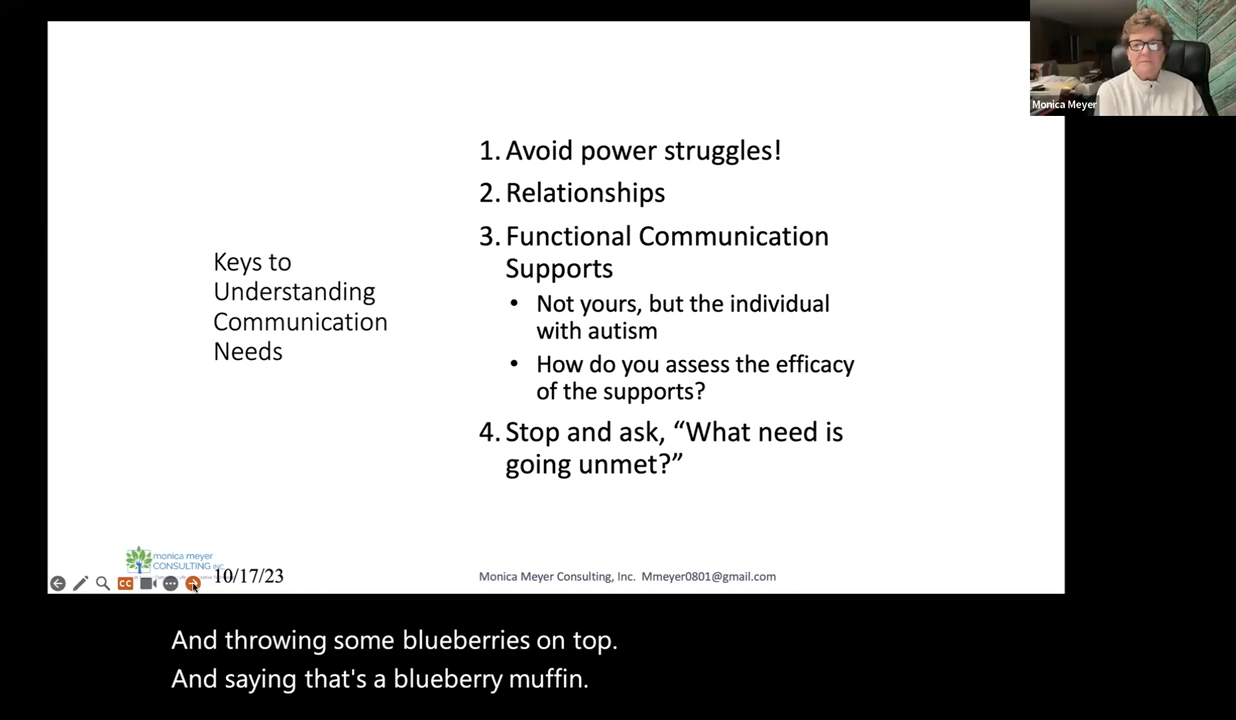 Monica Meyer
1. Avoid power struggles!
2. Relationships
3. Functional Communication
Supports
• Not yours, but the individual
with autism
• How do you assess the efficacy
of the supports?
4. Stop and ask, “What need is
going unmet?”
Keys to
Understanding
Communication
Needs
monica meyer
CONSULTING INC.
CC
10/17/23
Monica Meyer Consulting, Inc. Mmeyer0801@gmail.com
And throwing some blueberries on top.
And saying that's a blueberry muffin.